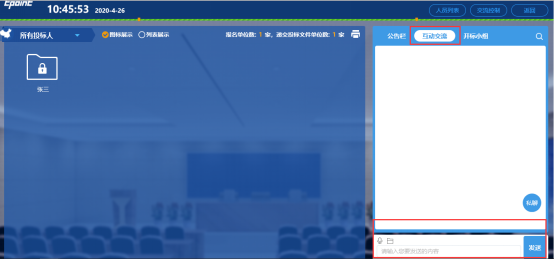 Epoint
10:45:53 2020-4-26
人员列表 交流控制 返回
所有投标人 图标展示 列表展示 报名单位数: 1 家, 递交投标文件单位数: 1 家
公告栏 互动交流 开标小组
张三
私聊
请输入您要发送的内容
发送